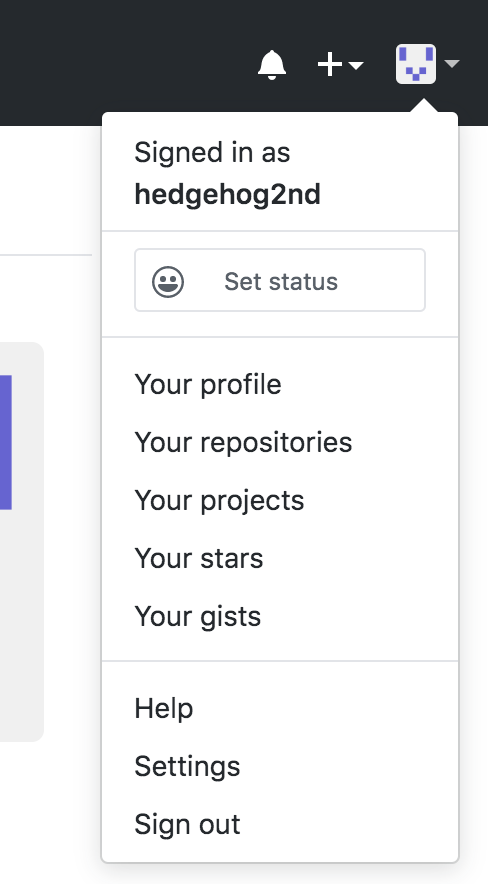 Signed in as
hedgehog2nd
Set status
Your profile
Your repositories
Your projects
Your stars
Your gists
Help
Settings
Sign out